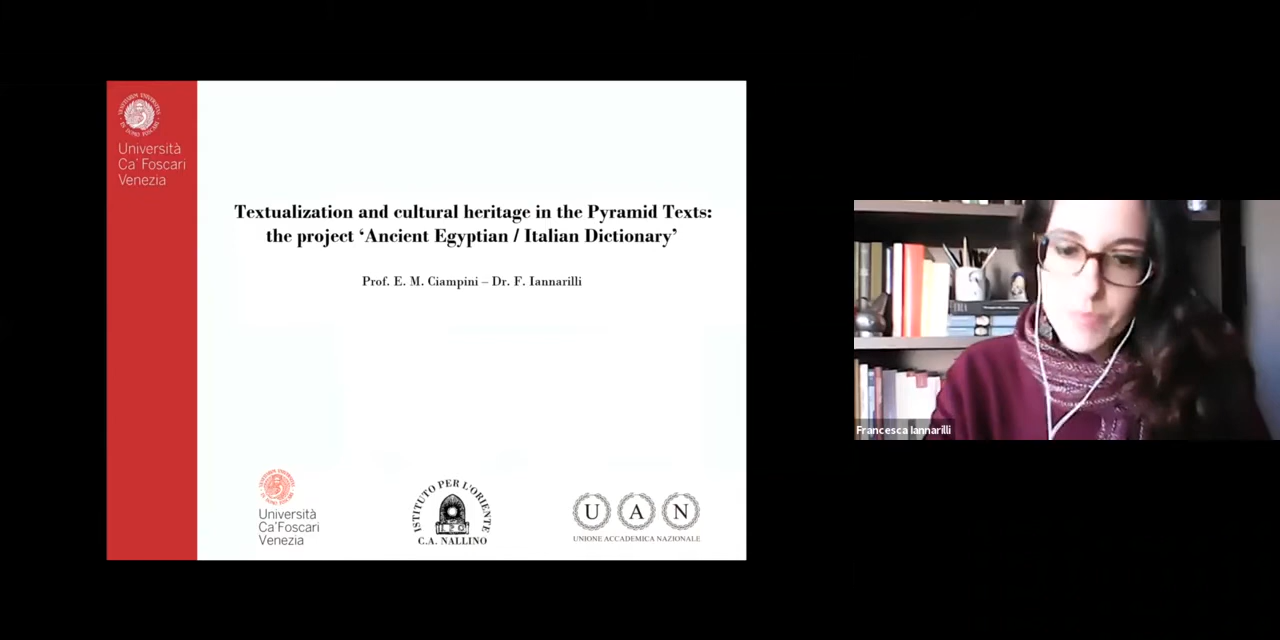 Università
Ca' Foscari
Venezia
Textualization and cultural heritage in the Pyramid Texts:
the project ‘Ancient Egyptian / Italian Dictionary’
Prof. E. M. Ciampini – Dr. F. Iannarilli
Università
Ca'Foscari
Venezia
ISTITUTO PER L'ORIENTE
C.A. NALLINO
U A N
UNIONE ACCADEMICA NAZIONALE
Francesca Iannarilli